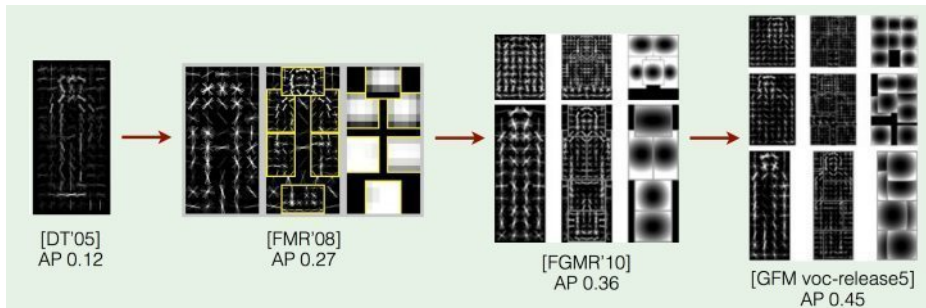 [DT'05]
AP 0.12
[FMR'08]
AP 0.27
[FGMR'10]
AP 0.36
[GFM voc-release5]
AP 0.45